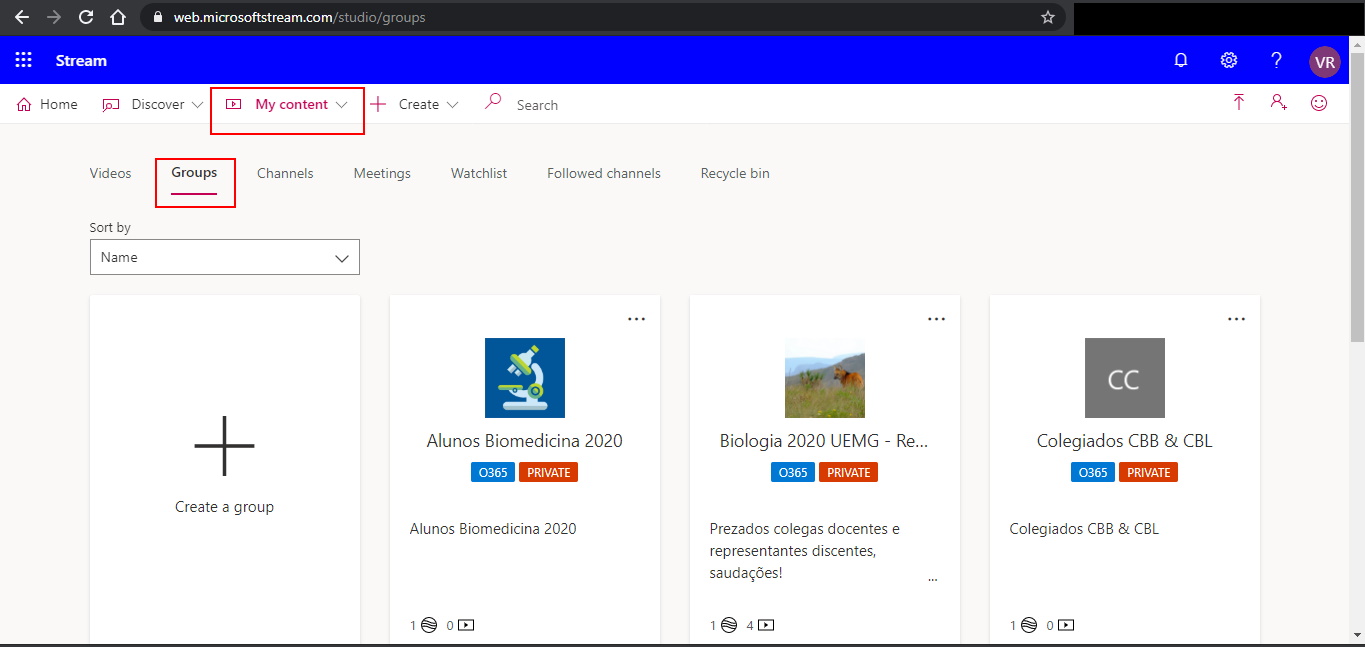 web.microsoftstream.com/studio/groups
Stream
?
VR
Home
Discover
My content
Create
Search
Videos
Groups
Channels
Meetings
Watchlist
Followed channels
Recycle bin
Sort by
Name
Create a group
Alunos Biomedicina 2020
O365 PRIVATE
Alunos Biomedicina 2020
1 0
Biologia 2020 UEMG - Re...
O365 PRIVATE
Prezados colegas docentes e
representantes discentes,
saudações!
...
1 4
CC
Colegiados CBB & CBL
O365 PRIVATE
Colegiados CBB & CBL
1 0